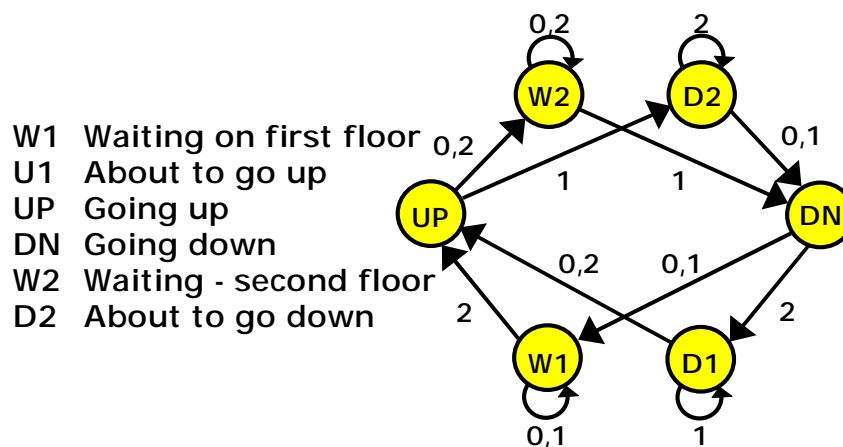 0,2
2
W2
D2
W1 Waiting on first floor
0,2
0,1
U1 About to go up
1
1
UP Going up
UP
DN
DN Going down
W2 Waiting - second floor
0,2
0,1
D2 About to go down
2
2
W1
D1
0,1
1